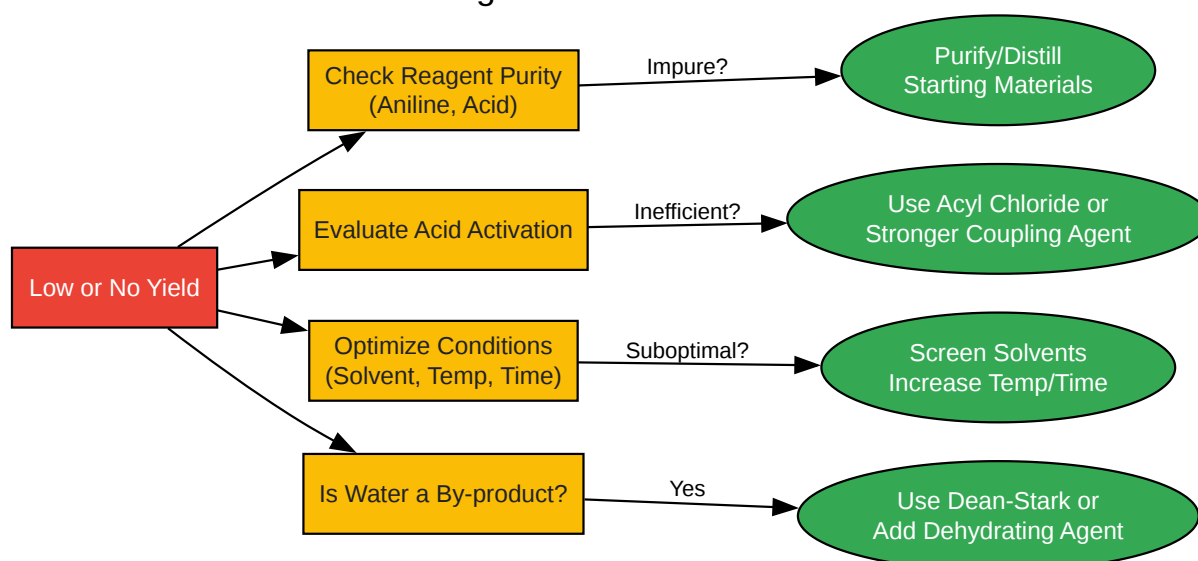 Check Reagent Purity
(Aniline, Acid)
Impure?
Purify/Distill
Starting Materials
Evaluate Acid Activation
Inefficient?
Use Acyl Chloride or
Stronger Coupling Agent
Low or No Yield
Optimize Conditions
(Solvent, Temp, Time)
Suboptimal?
Screen Solvents
Increase Temp/Time
Is Water a By-product?
Yes
Use Dean-Stark or
Add Dehydrating Agent